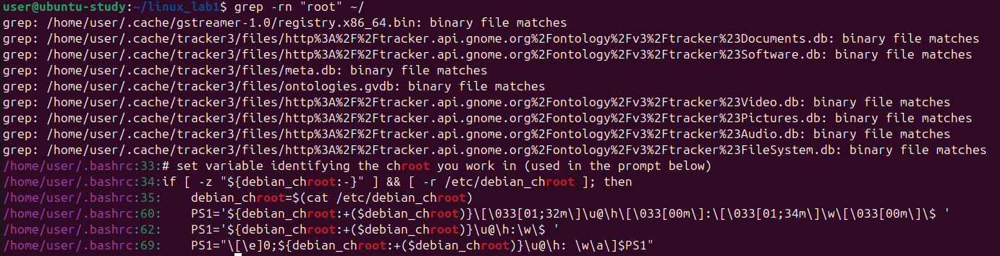 user@ubuntu-study:~/linux_lab1$ grep -rn "root" ~/
grep: /home/user/.cache/gstreamer-1.0/registry.x86_64.bin: binary file matches
grep: /home/user/.cache/tracker3/files/http%3A%2F%2Ftracker.api.gnome.org%2Fontology%2Fv3%2Ftracker%23Documents.db: binary file matches
grep: /home/user/.cache/tracker3/files/http%3A%2F%2Ftracker.api.gnome.org%2Fontology%2Fv3%2Ftracker%23Software.db: binary file matches
grep: /home/user/.cache/tracker3/files/meta.db: binary file matches
grep: /home/user/.cache/tracker3/files/ontologies.gvdb: binary file matches
grep: /home/user/.cache/tracker3/files/http%3A%2F%2Ftracker.api.gnome.org%2Fontology%2Fv3%2Ftracker%23Video.db: binary file matches
grep: /home/user/.cache/tracker3/files/http%3A%2F%2Ftracker.api.gnome.org%2Fontology%2Fv3%2Ftracker%23Pictures.db: binary file matches
grep: /home/user/.cache/tracker3/files/http%3A%2F%2Ftracker.api.gnome.org%2Fontology%2Fv3%2Ftracker%23Audio.db: binary file matches
grep: /home/user/.cache/tracker3/files/http%3A%2F%2Ftracker.api.gnome.org%2Fontology%2Fv3%2Ftracker%23FileSystem.db: binary file matches
/home/user/.bashrc:33:# set variable identifying the chroot you work in (used in the prompt below)
/home/user/.bashrc:34:if [ -z "${debian_chroot:-}" ] && [ -r /etc/debian_chroot ]; then
/home/user/.bashrc:35:    debian_chroot=$(cat /etc/debian_chroot)
/home/user/.bashrc:60:    PS1='${debian_chroot:+($debian_chroot)}\[\033[01;32m\]\u@\h\[\033[00m\]:\[\033[01;34m\]\w\[\033[00m\]\$ '
/home/user/.bashrc:62:    PS1='${debian_chroot:+($debian_chroot)}\u@\h:\w\$ '
/home/user/.bashrc:69:    PS1="\[\e]0;${debian_chroot:+($debian_chroot)}\u@\h: \w\a\]$PS1"